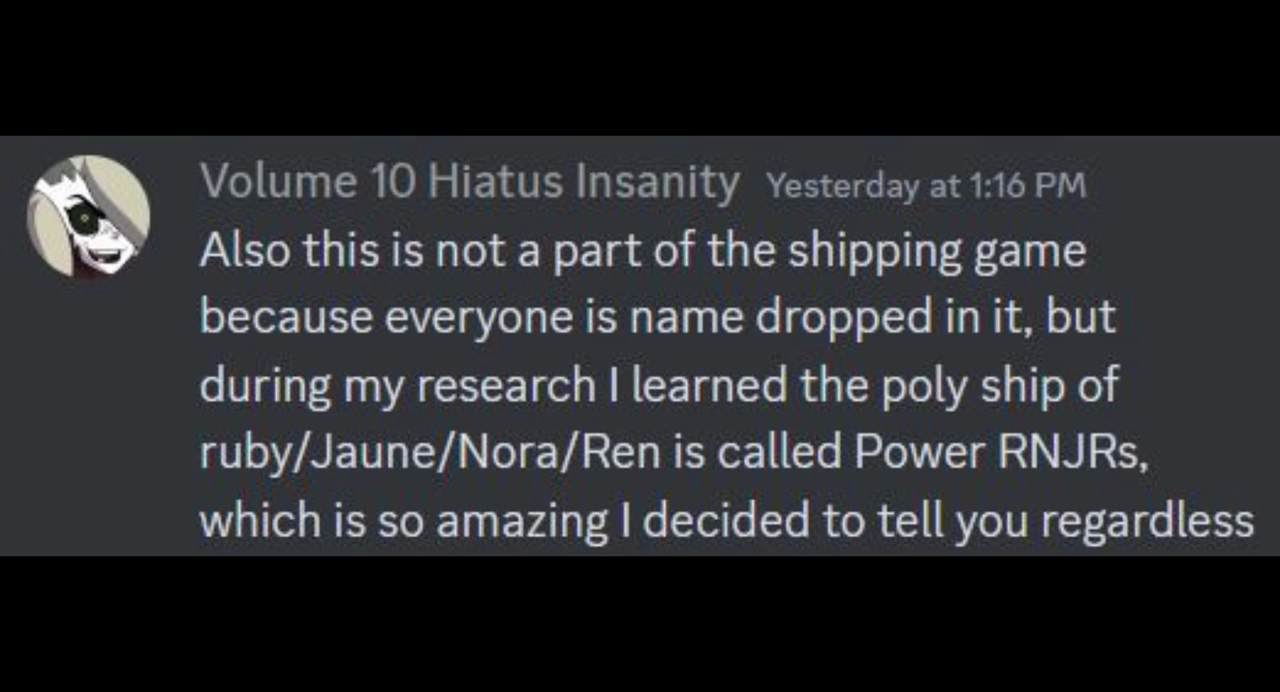 Volume 10 Hiatus Insanity Yesterday at 1:16 PM
Also this is not a part of the shipping game
because everyone is name dropped in it, but
during my research I learned the poly ship of
ruby/Jaune/Nora/Ren is called Power RNJRs,
which is so amazing I decided to tell you regardless